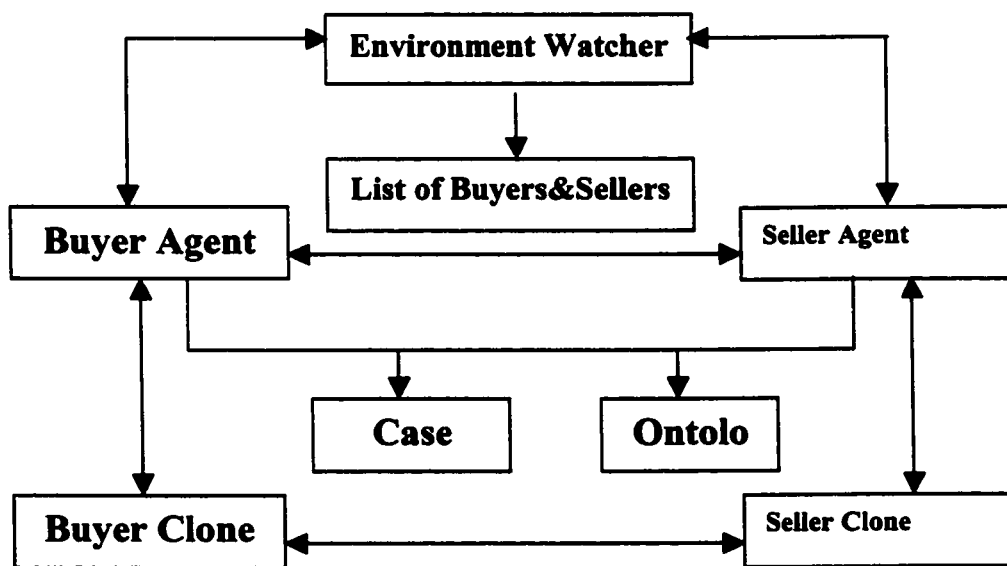 Environment Watcher
List of Buyers&Sellers
Buyer Agent
Seller Agent
Case
Ontolo
Buyer Clone
Seller Clone